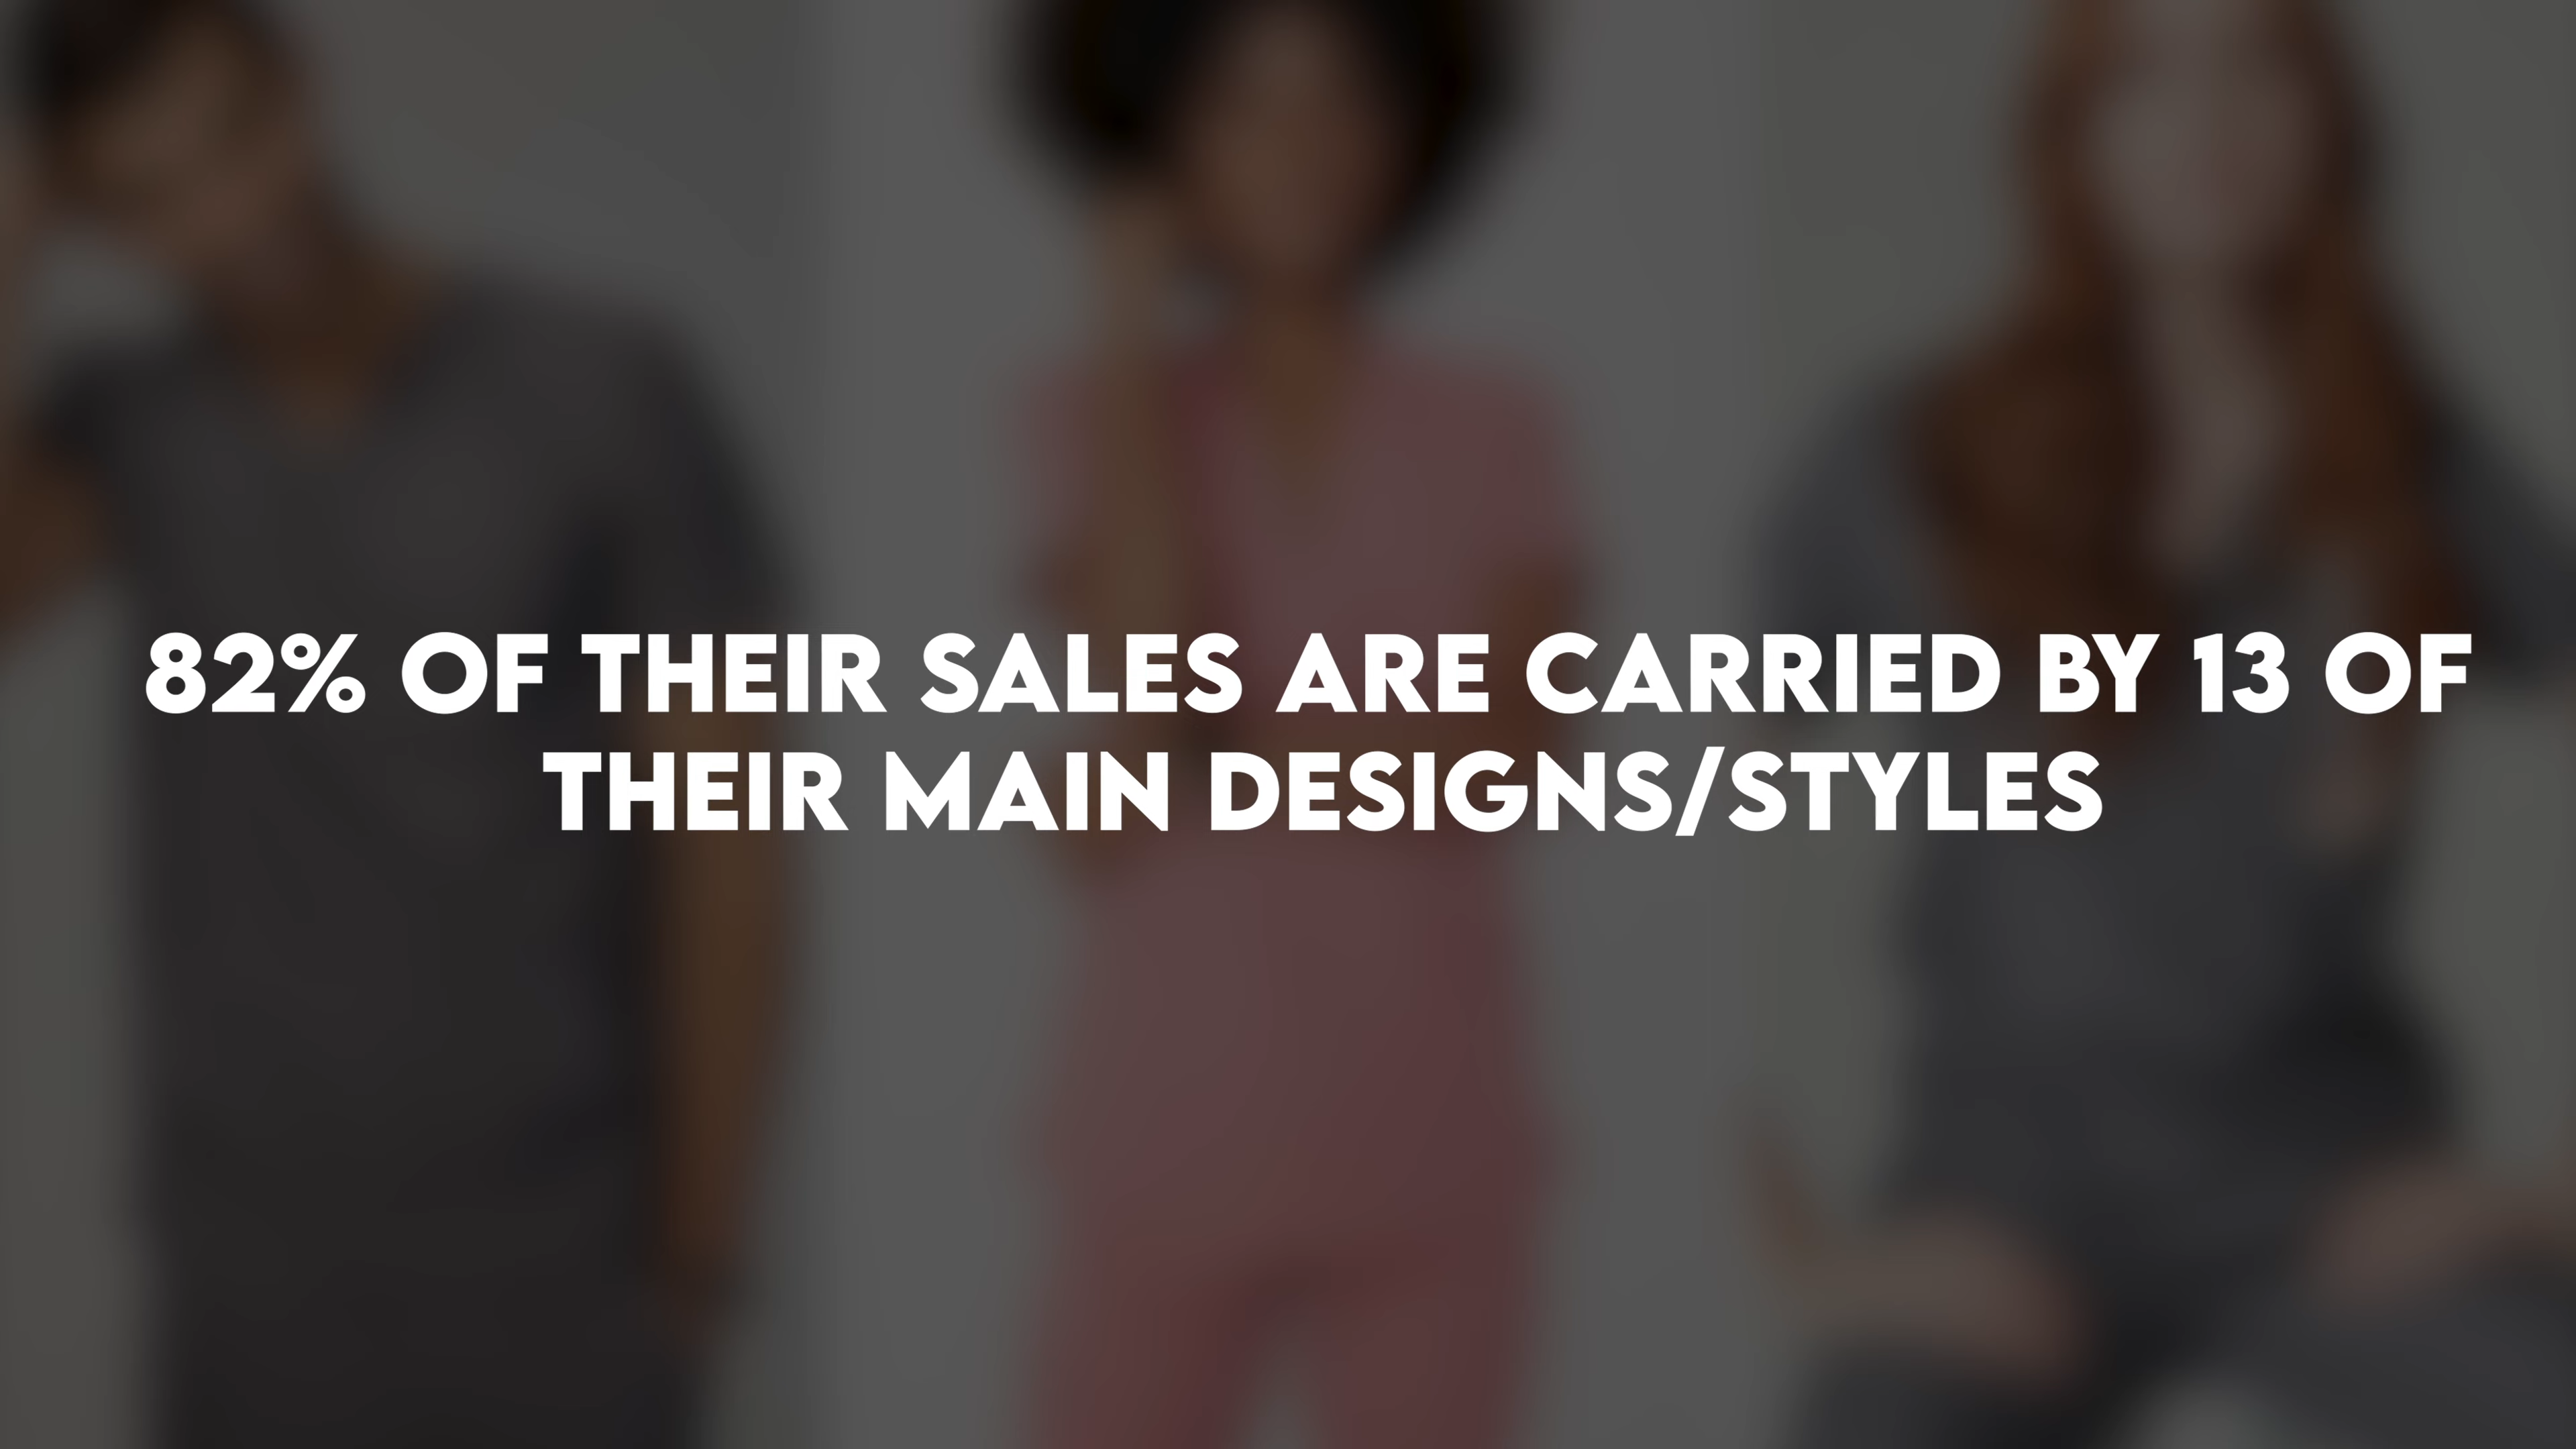 82% OF THEIR SALES ARE CARRIED BY 13 OF
THEIR MAIN DESIGNS/STYLES